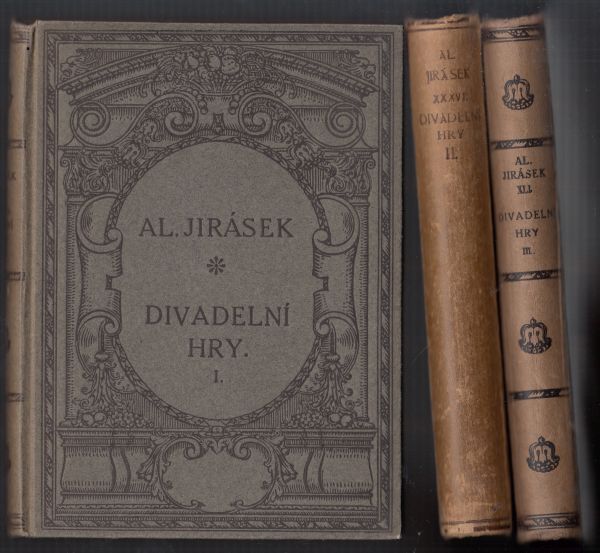 AL. JIRÁSEK
*
DIVADELNÍ
HRY.
I.
AL.
JIRÁSEK
XXXVI.
DIVADELNÍ
HRY
II.
AL.
JIRÁSEK
XLI.
DIVADELNÍ
HRY
III.